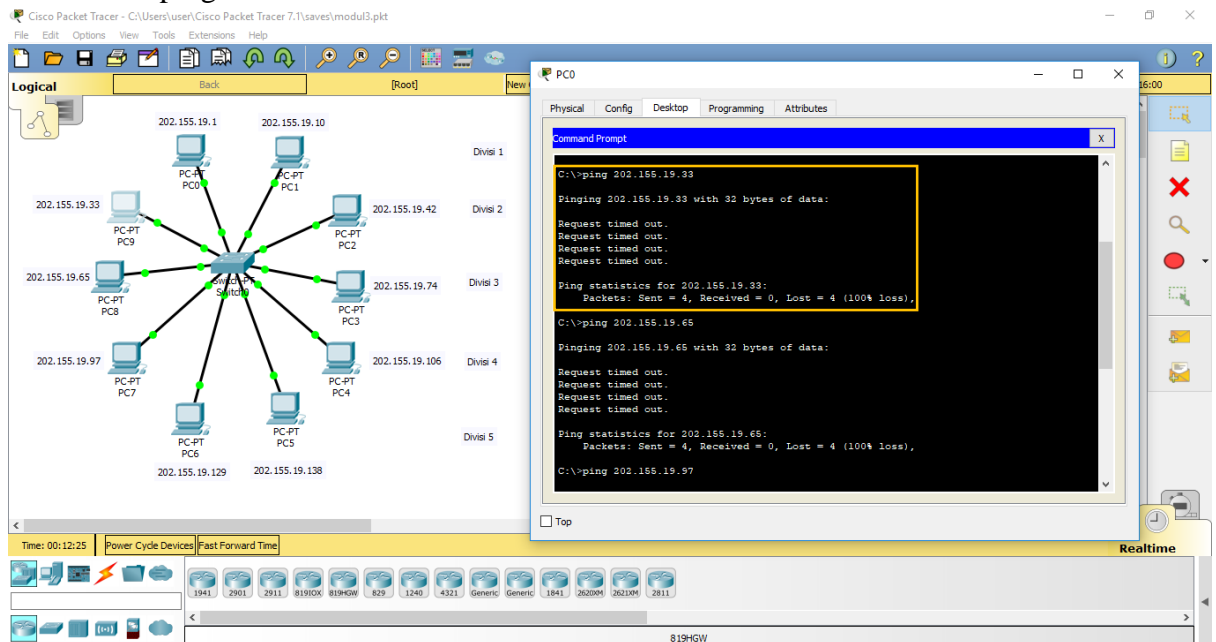 Cisco Packet Tracer - C:\Users\user\Cisco Packet Tracer 7.1\saves\modul3.pkt
File Edit Options View Tools Extensions Help
Logical
Back
[Root]
New
16:00
202.155.19.1
202.155.19.10
Divisi 1
PC-PT
PC0
PC-PT
PC1
202.155.19.33
202.155.19.42
Divisi 2
PC-PT
PC9
PC-PT
PC2
202.155.19.65
Switch-PT
Switch0
202.155.19.74
Divisi 3
PC-PT
PC8
PC-PT
PC3
202.155.19.97
202.155.19.106
Divisi 4
PC-PT
PC7
PC-PT
PC4
PC-PT
PC6
PC-PT
PC5
Divisi 5
202.155.19.129
202.155.19.138
PC0
Physical Config Desktop Programming Attributes
Command Prompt
X
C:\>ping 202.155.19.33
Pinging 202.155.19.33 with 32 bytes of data:
Request timed out.
Request timed out.
Request timed out.
Request timed out.
Ping statistics for 202.155.19.33:
Packets: Sent = 4, Received = 0, Lost = 4 (100% loss),
C:\>ping 202.155.19.65
Pinging 202.155.19.65 with 32 bytes of data:
Request timed out.
Request timed out.
Request timed out.
Request timed out.
Ping statistics for 202.155.19.65:
Packets: Sent = 4, Received = 0, Lost = 4 (100% loss),
C:\>ping 202.155.19.97
Top
Time: 00:12:25 Power Cycle Devices Fast Forward Time
Realtime
1941 2901 2911 819IOX 819HGW 829 1240 4321 Generic Generic 1841 2620XM 2621XM 2811
819HGW